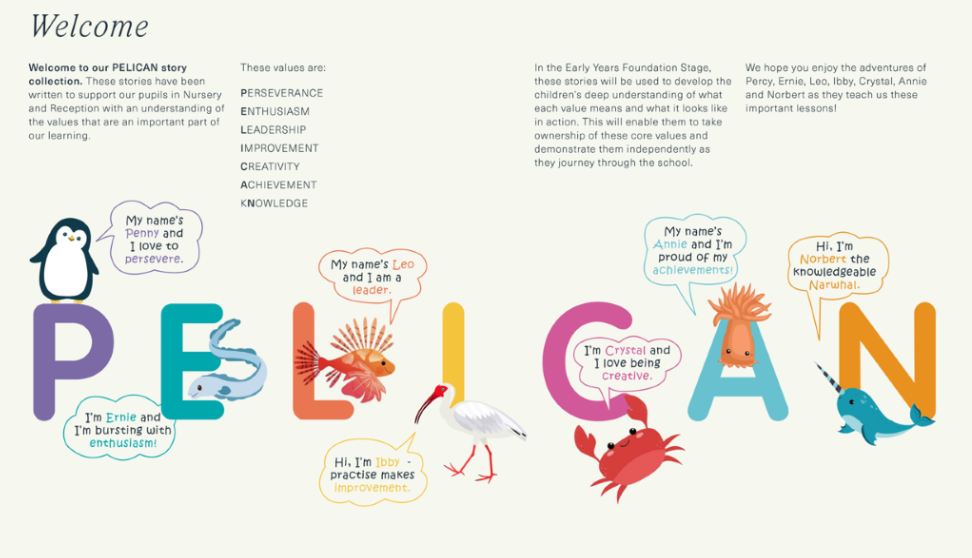 Welcome
Welcome to our PELICAN story
collection. These stories have been
written to support our pupils in Nursery
and Reception with an understanding of
the values that are an important part of
our learning.
These values are:
PERSEVERANCE
ENTHUSIASM
LEADERSHIP
IMPROVEMENT
CREATIVITY
ACHIEVEMENT
KNOWLEDGE
In the Early Years Foundation Stage,
these stories will be used to develop the
children's deep understanding of what
each value means and what it looks like
in action. This will enable them to take
ownership of these core values and
demonstrate them independently as
they journey through the school.
We hope you enjoy the adventures of
Percy, Ernie, Leo, Ibby, Crystal, Annie
and Norbert as they teach us these
important lessons!
My name's
Penny and
I love to
persevere.
My name's Leo
and I am a
leader.
My name's
Annie and I'm
proud of my
achievements!
Hi, I'm
Norbert the
knowledgeable
Narwhal.
PELICAN
I'm Crystal and
I love being
creative.
I'm Ernie and
I'm bursting with
enthusiasm!
Hi, I'm Ibby -
practise makes
improvement.